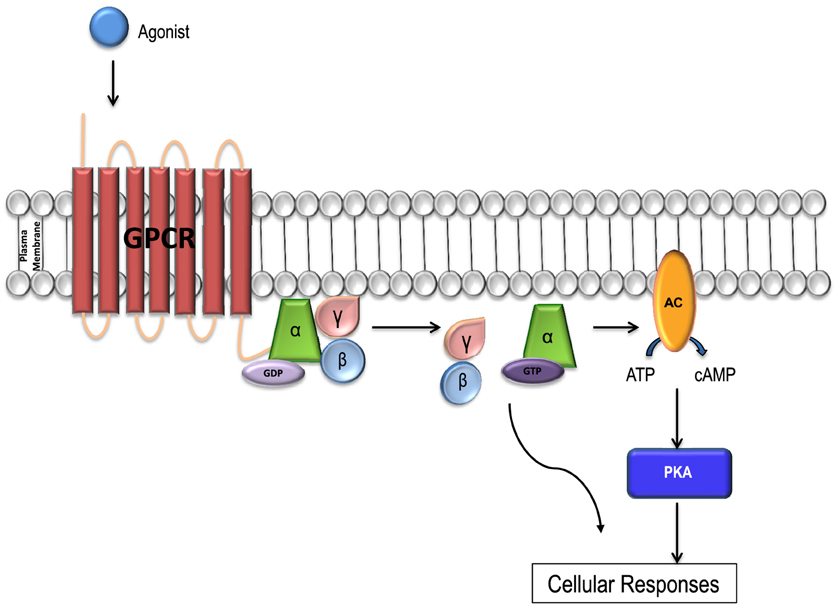 Agonist
Plasma
Membrane
GPCR
α
γ
β
GDP
γ
β
α
GTP
AC
ATP
cAMP
PKA
Cellular Responses